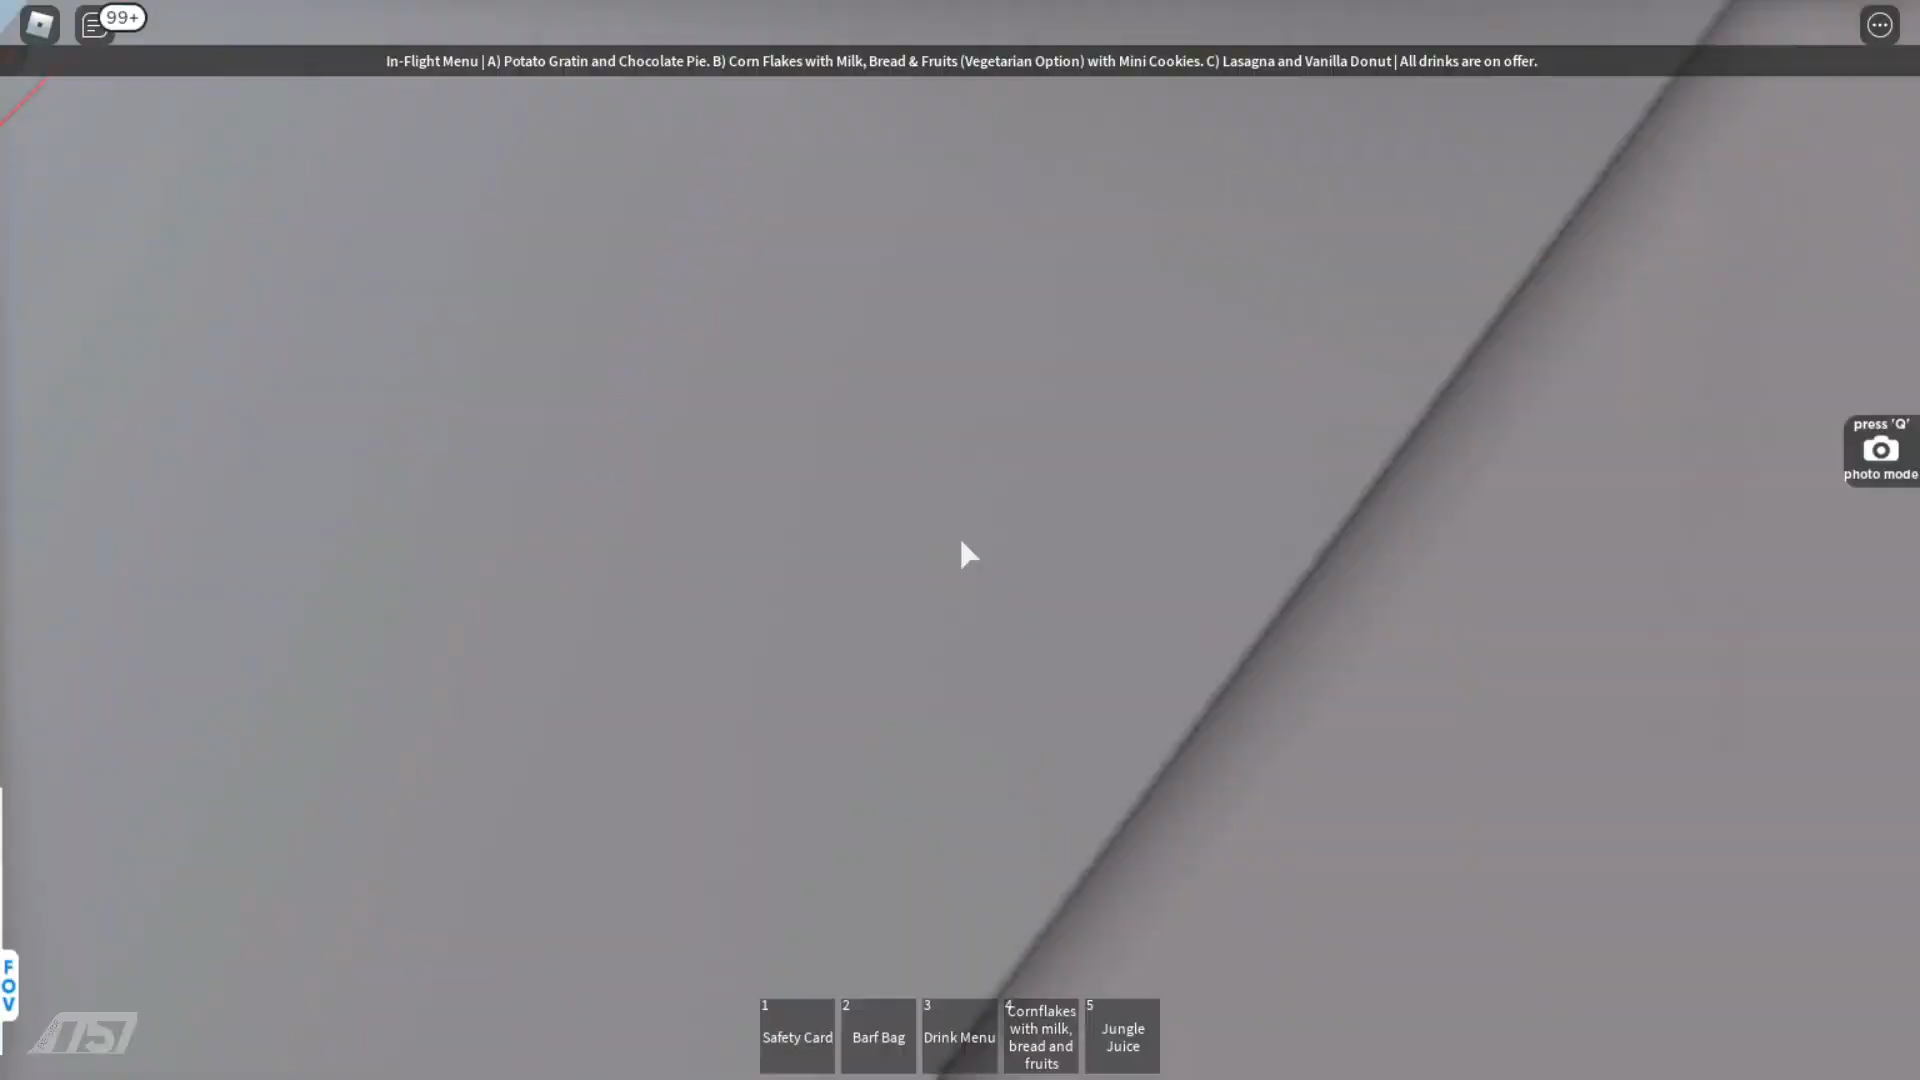 99+
In-Flight Menu | A) Potato Gratin and Chocolate Pie. B) Corn Flakes with Milk, Bread & Fruits (Vegetarian Option) with Mini Cookies. C) Lasagna and Vanilla Donut | All drinks are on offer.
press 'Q'
photo mode
F
O
V
1
Safety Card
2
Barf Bag
3
Drink Menu
4
Cornflakes
with milk,
bread and
fruits
5
Jungle
Juice